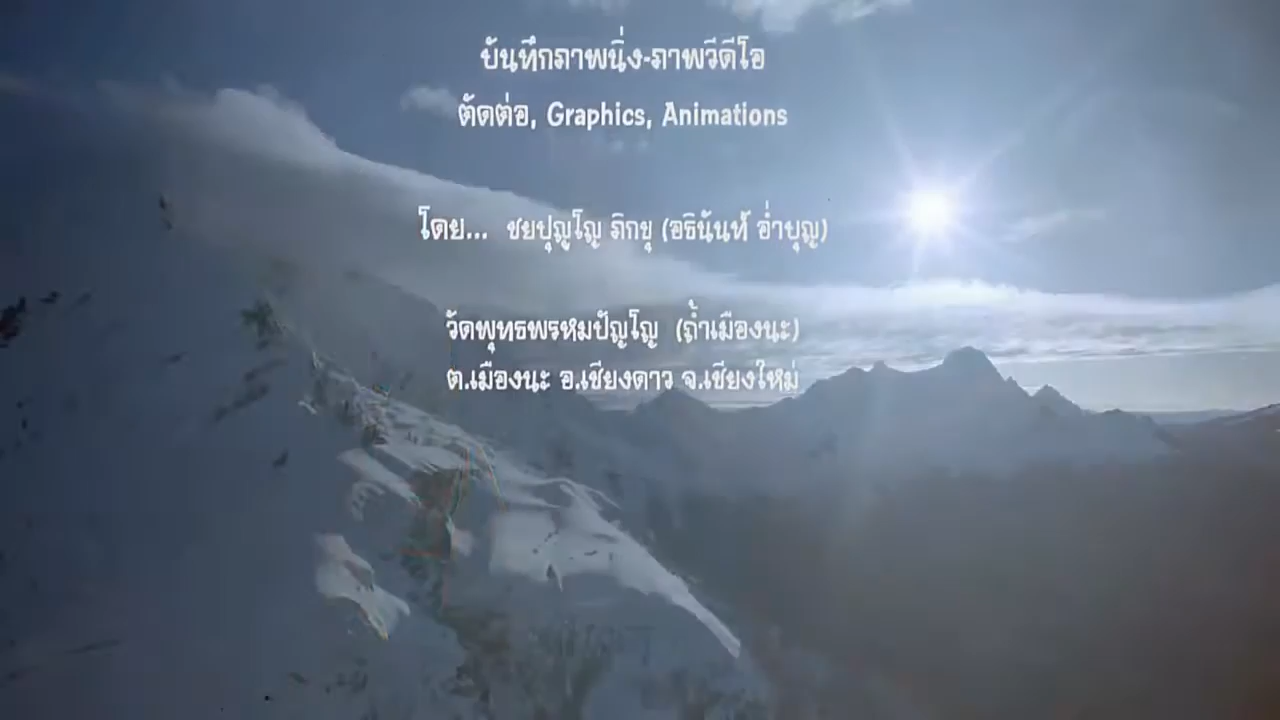 บันทึกภาพนิ่ง-ภาพวีดีโอ
ตัดต่อ, Graphics, Animations
โดย... ชยปุญโญ ภิกขุ (อธินันท์ อ่ำบุญ)
วัดพุทธพรหมปัญโญ (ถ้ำเมืองนะ)
ต.เมืองนะ อ.เชียงดาว จ.เชียงใหม่